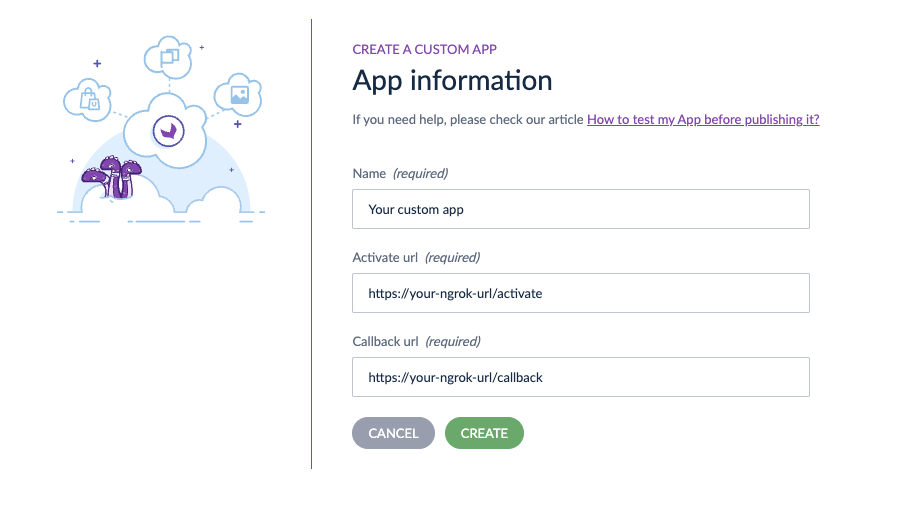 CREATE A CUSTOM APP
App information
If you need help, please check our article How to test my App before publishing it?
Name (required)
Your custom app
Activate url (required)
https://your-ngrok-url/activate
Callback url (required)
https://your-ngrok-url/callback
CANCEL CREATE